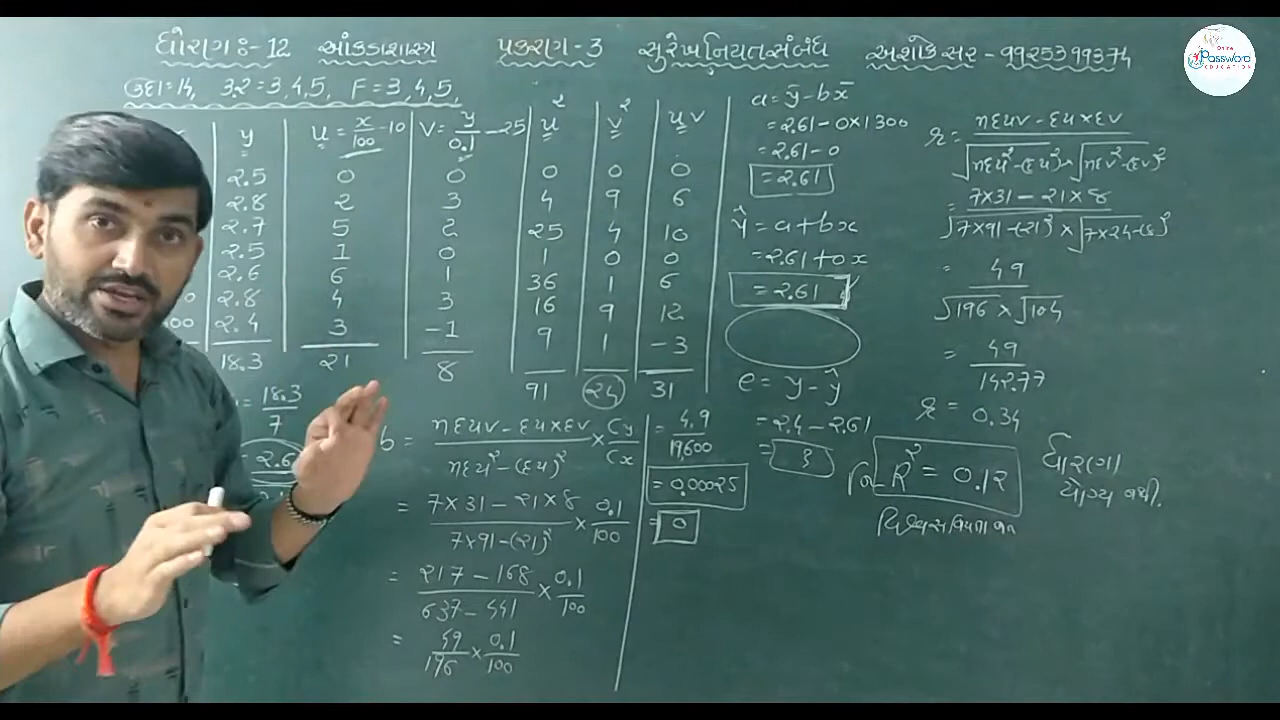 ધોરણઃ-12 આંકડાશાસ્ત્ર પ્રકરણ-3 સુરેખ નિયતસંબંધ અશોક સર - 9925399374
Password
EDUCATION
ઉદા=14, 3.2=3,4,5, F=3,4,5,
y u = x/100 - 10 V = y/0.1 - 25 u² v² uv
2.5 0 0 0 0 0
2.8 2 3 4 9 6
2.7 5 2 25 4 10
2.5 1 0 1 0 0
2.6 6 1 36 1 6
2.8 4 3 16 9 12
2.4 3 -1 9 1 -3
18.3 21 8 91 24 31
= 18.3/7
= 2.6
b = nΣuv - Σu×Σv / nΣu² - (Σu)² × Cy/Cx
= 7×31 - 21×8 / 7×91 - (21)² × 0.1/100
= 217 - 168 / 637 - 441 × 0.1/100
= 49/196 × 0.1/100
= 4.9/19600
= 0.00025
= 0
a = ȳ - bx̄
= 2.61 - 0×1300
= 2.61 - 0
= 2.61
ŷ = a + bx
= 2.61 + 0x
= 2.61
e = y - ŷ
= 2.4 - 2.61
=
r = nΣuv - Σu×Σv / √nΣu² - (Σu)² × √nΣv² - (Σv)²
= 7×31 - 21×8 / √7×91 - (21)² × √7×24 - (8)²
= 49 / √196 × √104
= 49 / 142.77
r = 0.34
R² = 0.12
ધારણા
યોગ્ય નથી.